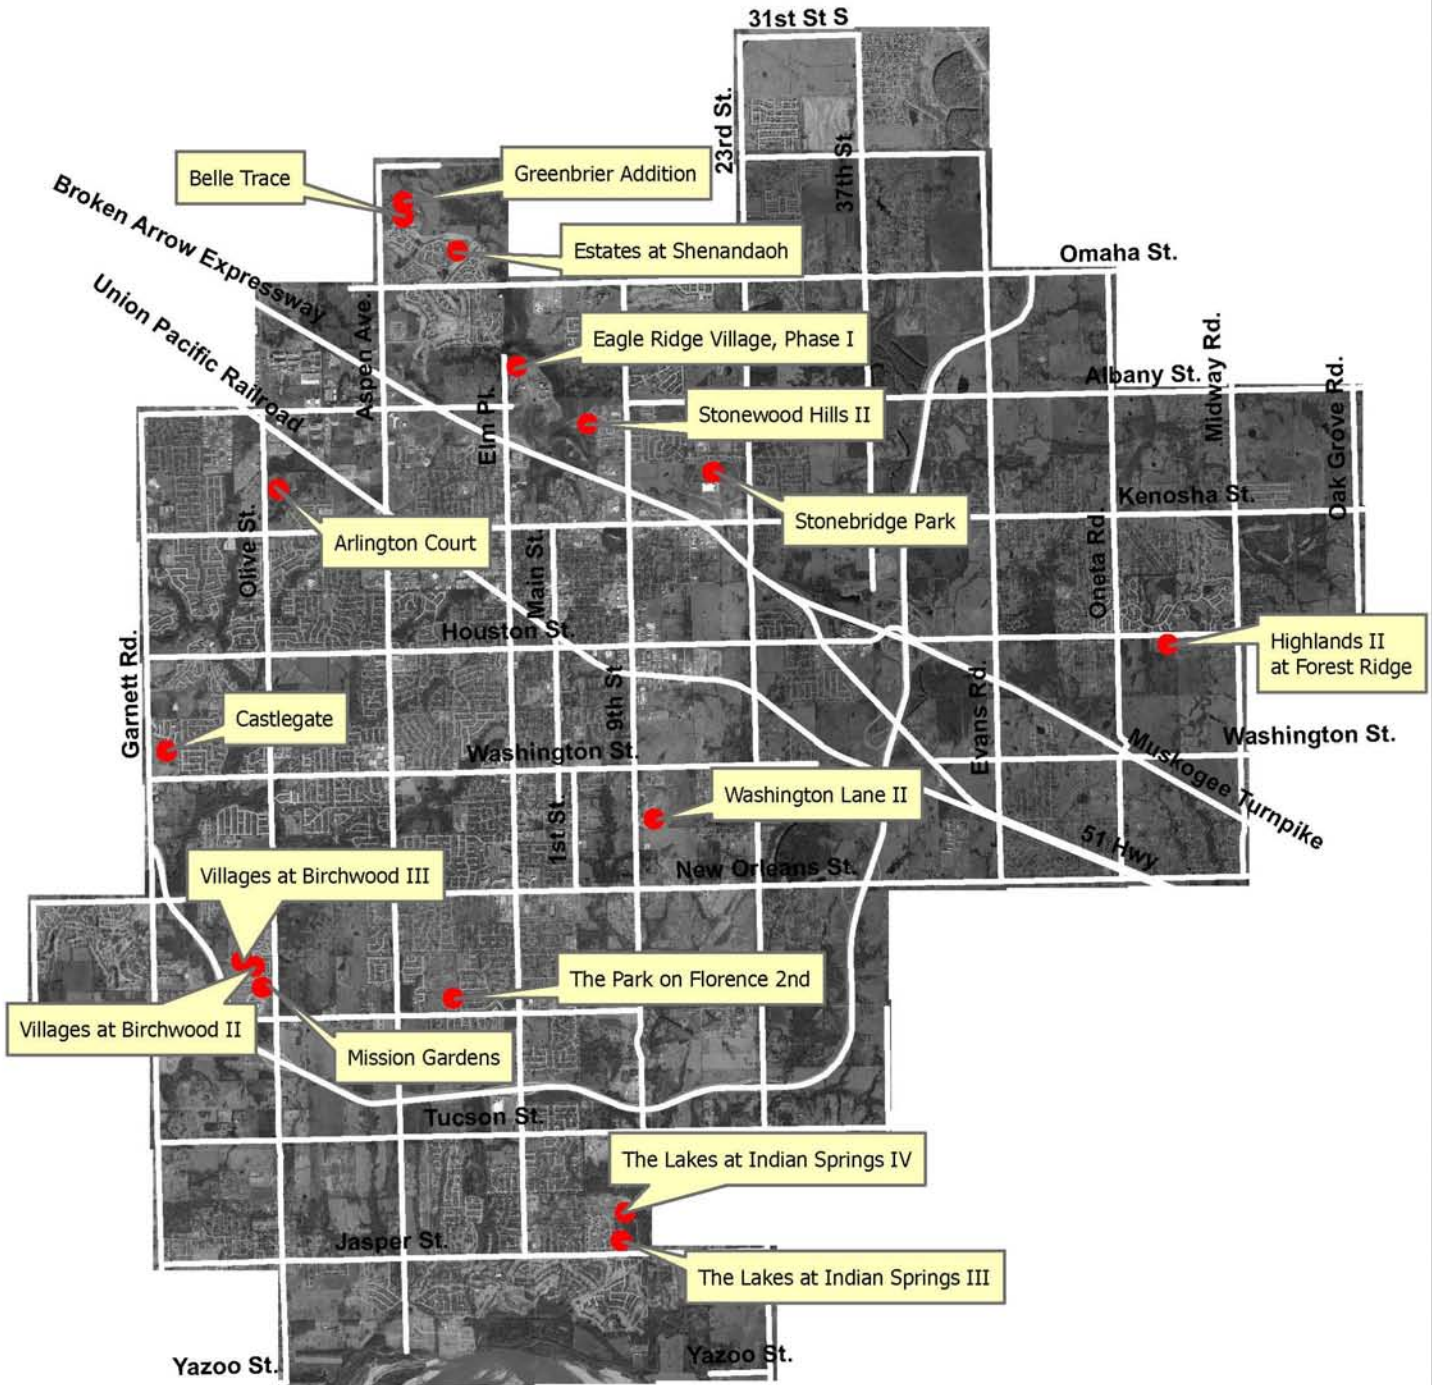 31st St S
23rd St.
37th St
Belle Trace
Greenbrier Addition
Broken Arrow Expressway
Estates at Shenandaoh
Omaha St.
Union Pacific Railroad
Aspen Ave.
Eagle Ridge Village, Phase I
Albany St.
Midway Rd.
Oak Grove Rd.
Elm Pl.
Stonewood Hills II
Kenosha St.
Stonebridge Park
Olive St.
Arlington Court
Main St.
Oneta Rd.
Houston St.
Garnett Rd.
Highlands II
at Forest Ridge
9th St
Evans Rd.
Castlegate
Washington St.
Washington St.
Muskogee Turnpike
Washington Lane II
1st St.
51 Hwy
New Orleans St.
Villages at Birchwood III
The Park on Florence 2nd
Villages at Birchwood II
Mission Gardens
Tucson St.
The Lakes at Indian Springs IV
Jasper St.
The Lakes at Indian Springs III
Yazoo St.
Yazoo St.